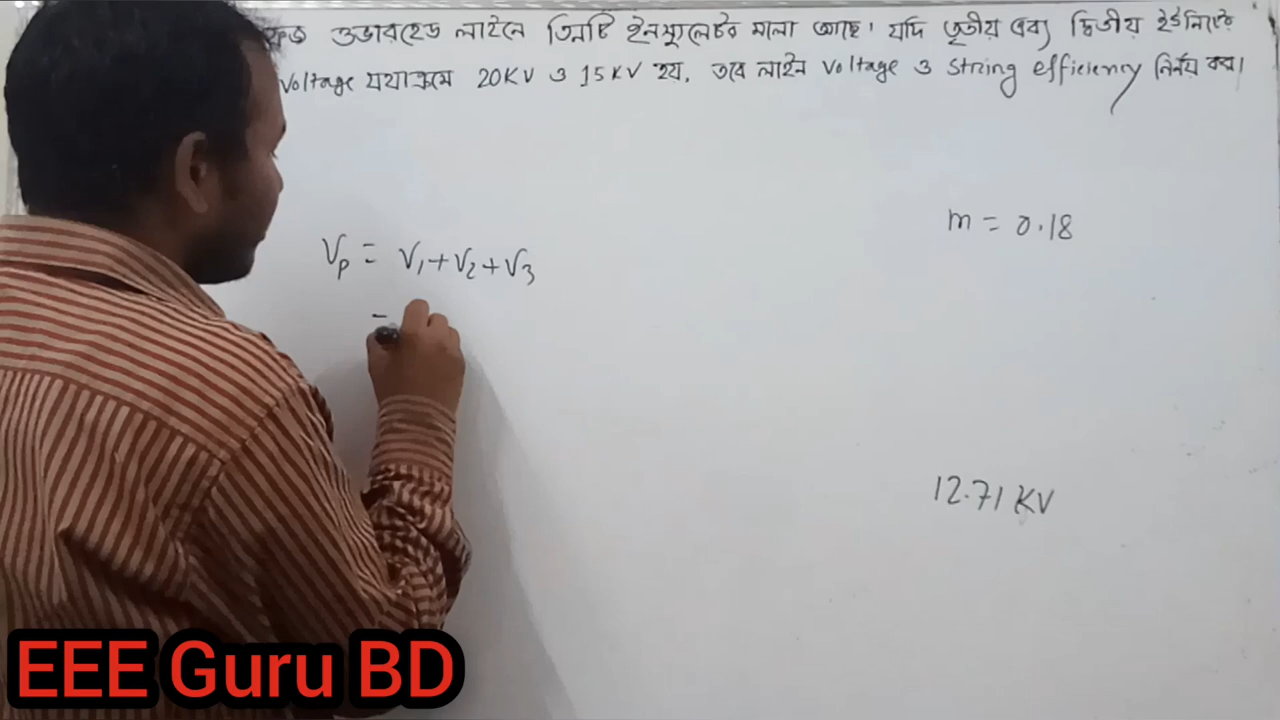 ওভারহেড লাইনে তিনটি ইনসুলেটর মালা আছে। যদি তৃতীয় এবং দ্বিতীয় ইউনিটের
Voltage যথাক্রমে 20KV ও 15KV হয়, তবে লাইন Voltage ও String efficiency নির্ণয় কর।
m = 0.18
Vp = V1+V2+V3
=
12.71 KV
EEE Guru BD